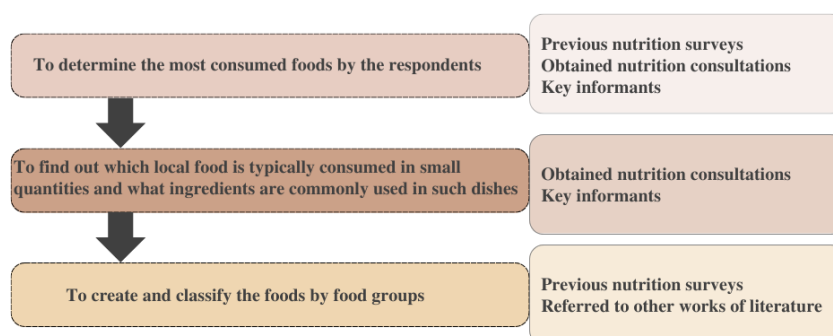 To determine the most consumed foods by the respondents
Previous nutrition surveys
Obtained nutrition consultations
Key informants
To find out which local food is typically consumed in small
quantities and what ingredients are commonly used in such dishes
Obtained nutrition consultations
Key informants
To create and classify the foods by food groups
Previous nutrition surveys
Referred to other works of literature